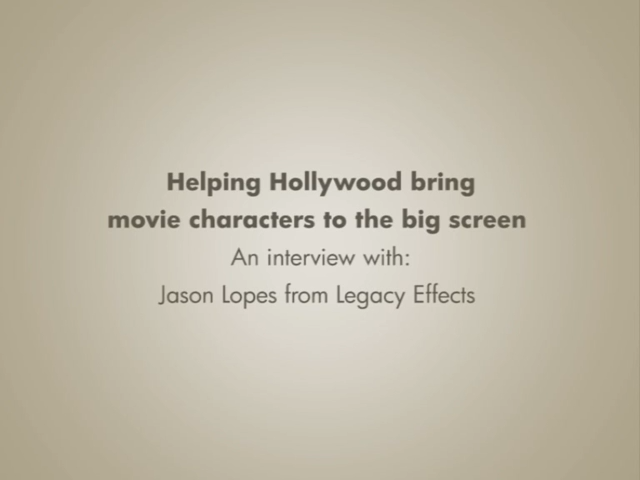 Helping Hollywood bring
movie characters to the big screen
An interview with:
Jason Lopes from Legacy Effects